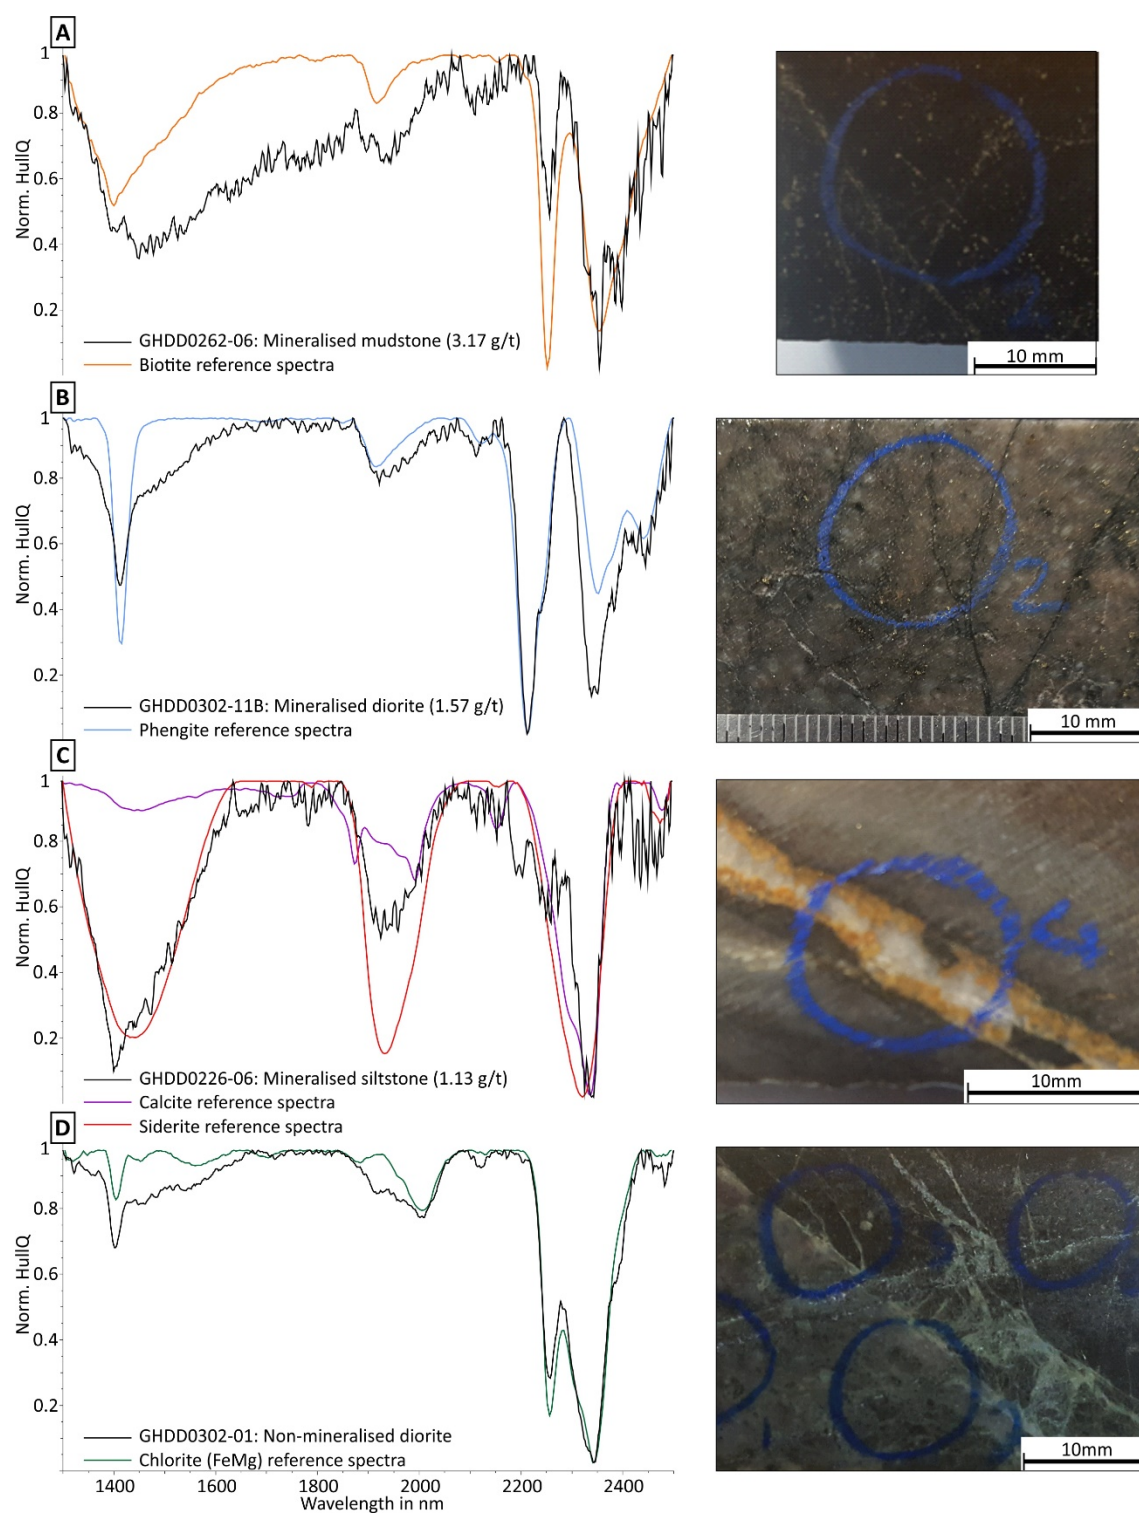 A
1
0.8
0.6
0.4
0.2
Norm. HullQ
GHDD0262-06: Mineralised mudstone (3.17 g/t)
Biotite reference spectra
2
10 mm
B
1
0.8
0.6
0.4
0.2
Norm. HullQ
GHDD0302-11B: Mineralised diorite (1.57 g/t)
Phengite reference spectra
2
10 mm
C
1
0.8
0.6
0.4
0.2
Norm. HullQ
GHDD0226-06: Mineralised siltstone (1.13 g/t)
Calcite reference spectra
Siderite reference spectra
4
10mm
D
1
0.8
0.6
0.4
0.2
Norm. HullQ
GHDD0302-01: Non-mineralised diorite
Chlorite (FeMg) reference spectra
1400 1600 1800 2000 2200 2400
Wavelength in nm
10mm